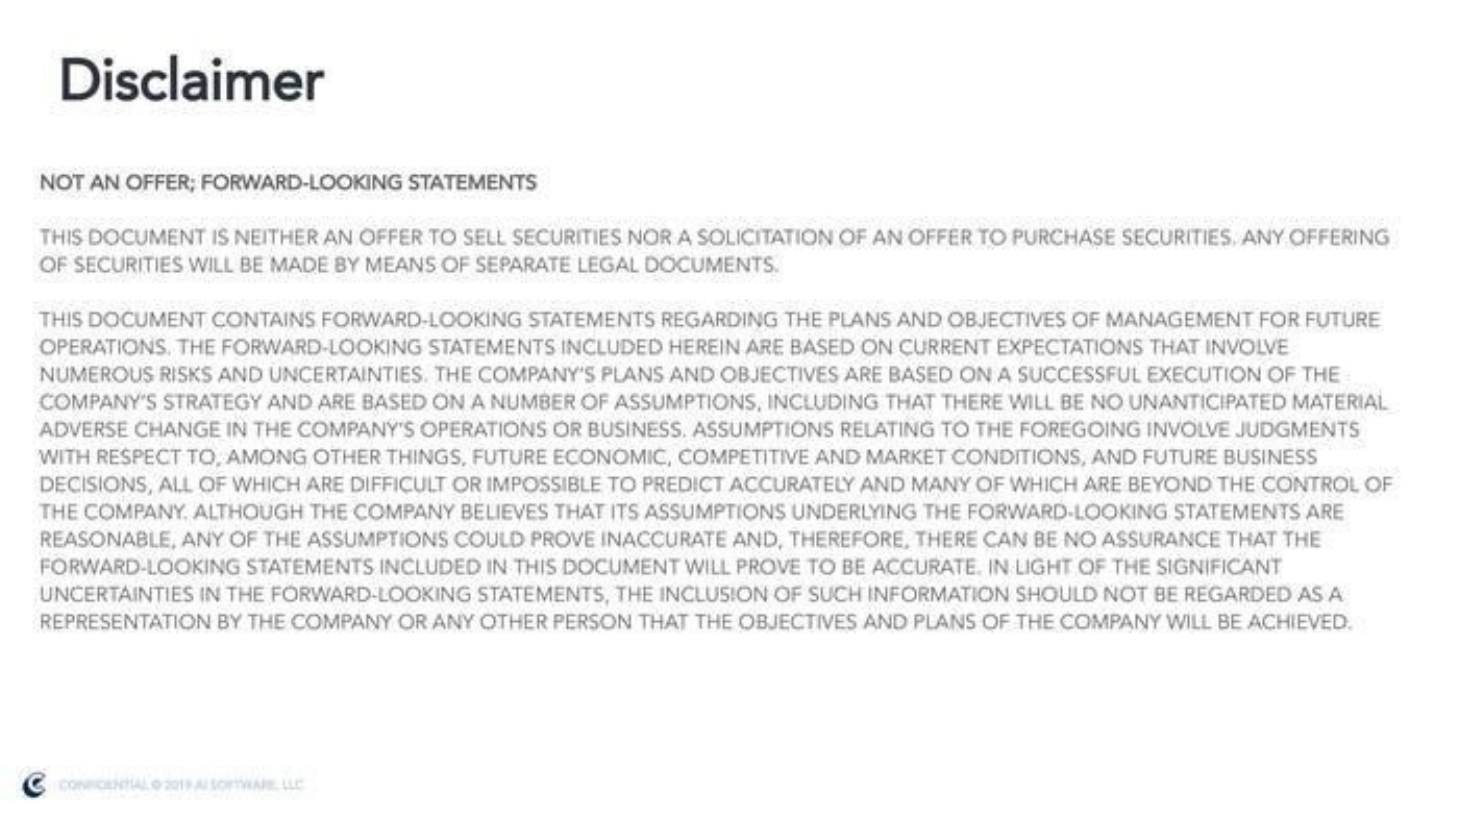 Disclaimer
NOT AN OFFER; FORWARD-LOOKING STATEMENTS
THIS DOCUMENT IS NEITHER AN OFFER TO SELL SECURITIES NOR A SOLICITATION OF AN OFFER TO PURCHASE SECURITIES. ANY OFFERING
OF SECURITIES WILL BE MADE BY MEANS OF SEPARATE LEGAL DOCUMENTS.
THIS DOCUMENT CONTAINS FORWARD-LOOKING STATEMENTS REGARDING THE PLANS AND OBJECTIVES OF MANAGEMENT FOR FUTURE
OPERATIONS. THE FORWARD-LOOKING STATEMENTS INCLUDED HEREIN ARE BASED ON CURRENT EXPECTATIONS THAT INVOLVE
NUMEROUS RISKS AND UNCERTAINTIES. THE COMPANY'S PLANS AND OBJECTIVES ARE BASED ON A SUCCESSFUL EXECUTION OF THE
COMPANY'S STRATEGY AND ARE BASED ON A NUMBER OF ASSUMPTIONS, INCLUDING THAT THERE WILL BE NO UNANTICIPATED MATERIAL
ADVERSE CHANGE IN THE COMPANY'S OPERATIONS OR BUSINESS. ASSUMPTIONS RELATING TO THE FOREGOING INVOLVE JUDGMENTS
WITH RESPECT TO, AMONG OTHER THINGS, FUTURE ECONOMIC, COMPETITIVE AND MARKET CONDITIONS, AND FUTURE BUSINESS
DECISIONS, ALL OF WHICH ARE DIFFICULT OR IMPOSSIBLE TO PREDICT ACCURATELY AND MANY OF WHICH ARE BEYOND THE CONTROL OF
THE COMPANY. ALTHOUGH THE COMPANY BELIEVES THAT ITS ASSUMPTIONS UNDERLYING THE FORWARD-LOOKING STATEMENTS ARE
REASONABLE, ANY OF THE ASSUMPTIONS COULD PROVE INACCURATE AND, THEREFORE, THERE CAN BE NO ASSURANCE THAT THE
FORWARD-LOOKING STATEMENTS INCLUDED IN THIS DOCUMENT WILL PROVE TO BE ACCURATE. IN LIGHT OF THE SIGNIFICANT
UNCERTAINTIES IN THE FORWARD-LOOKING STATEMENTS, THE INCLUSION OF SUCH INFORMATION SHOULD NOT BE REGARDED AS A
REPRESENTATION BY THE COMPANY OR ANY OTHER PERSON THAT THE OBJECTIVES AND PLANS OF THE COMPANY WILL BE ACHIEVED.
CONFIDENTIAL © 2019 AI SOFTWARE, LLC